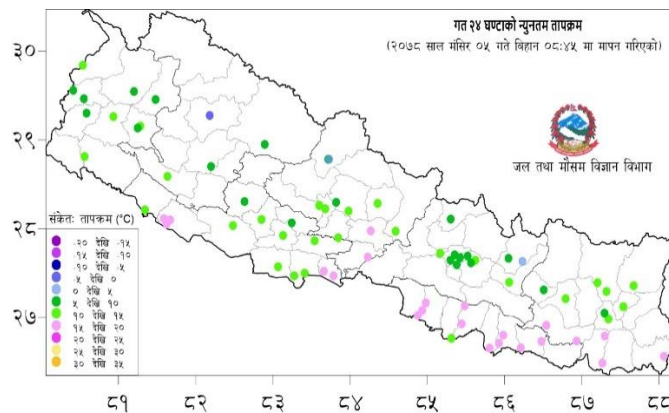 गत २४ घण्टाको न्युनतम तापक्रम
(२०७८ साल मंसिर ०५ गते बिहान ०८:४५ मा मापन गरिएको)
जल तथा मौसम विज्ञान विभाग
३०
२९
२८
२७
संकेत: तापक्रम (°C)
-२० देखि -१५
-१५ देखि -१०
-१० देखि -५
-५ देखि ०
० देखि ५
५ देखि १०
१० देखि १५
१५ देखि २०
२० देखि २५
२५ देखि ३०
३० देखि ३५
८१ ८२ ८३ ८४ ८५ ८६ ८७ ८८